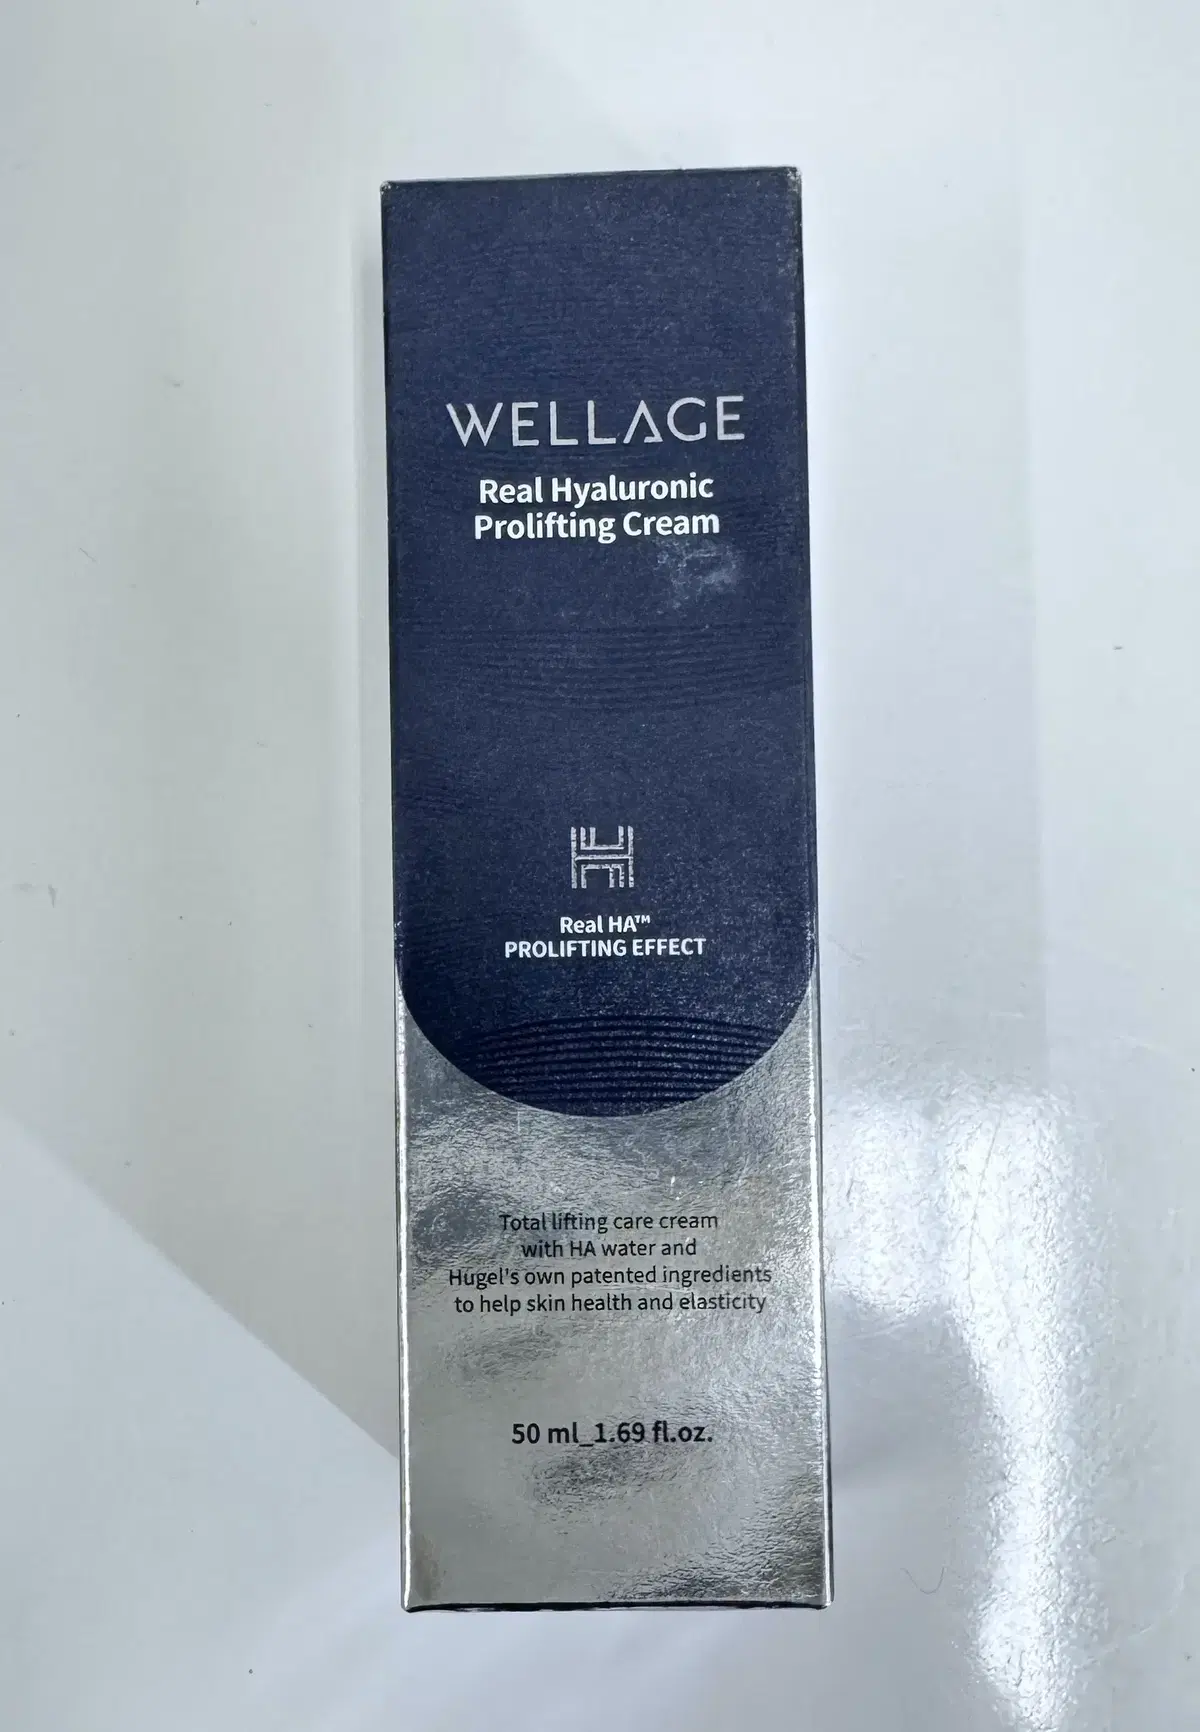 WELLAGE
Real Hyaluronic
Prolifting Cream
Real HA™
PROLIFTING EFFECT
Total lifting care cream
with HA water and
Hugel's own patented ingredients
to help skin health and elasticity
50 ml_1.69 fl.oz.